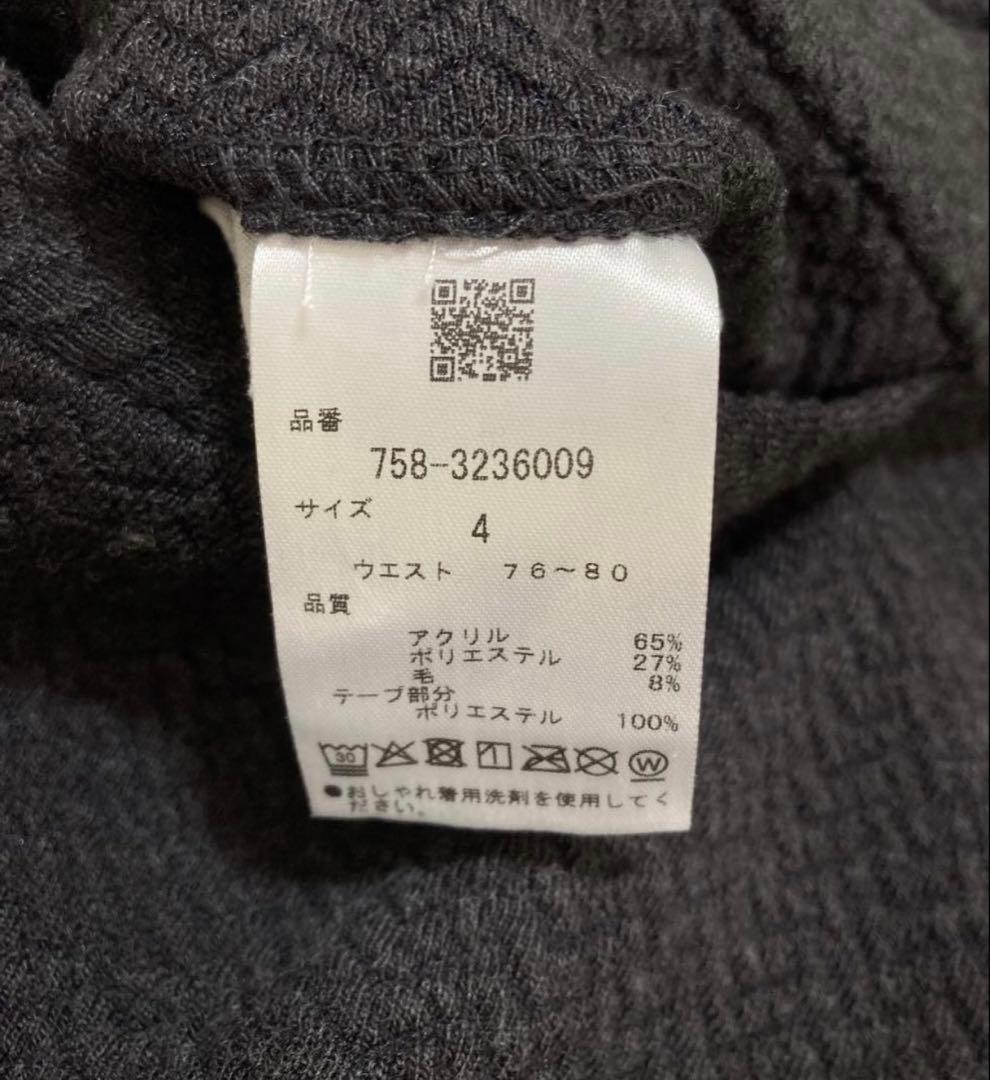 品番
758-3236009
サイズ
4
ウエスト 76～80
品質
アクリル 65%
ポリエステル 27%
毛 8%
テープ部分
ポリエステル 100%
30 W
●おしゃれ着用洗剤を使用してく
ださい。